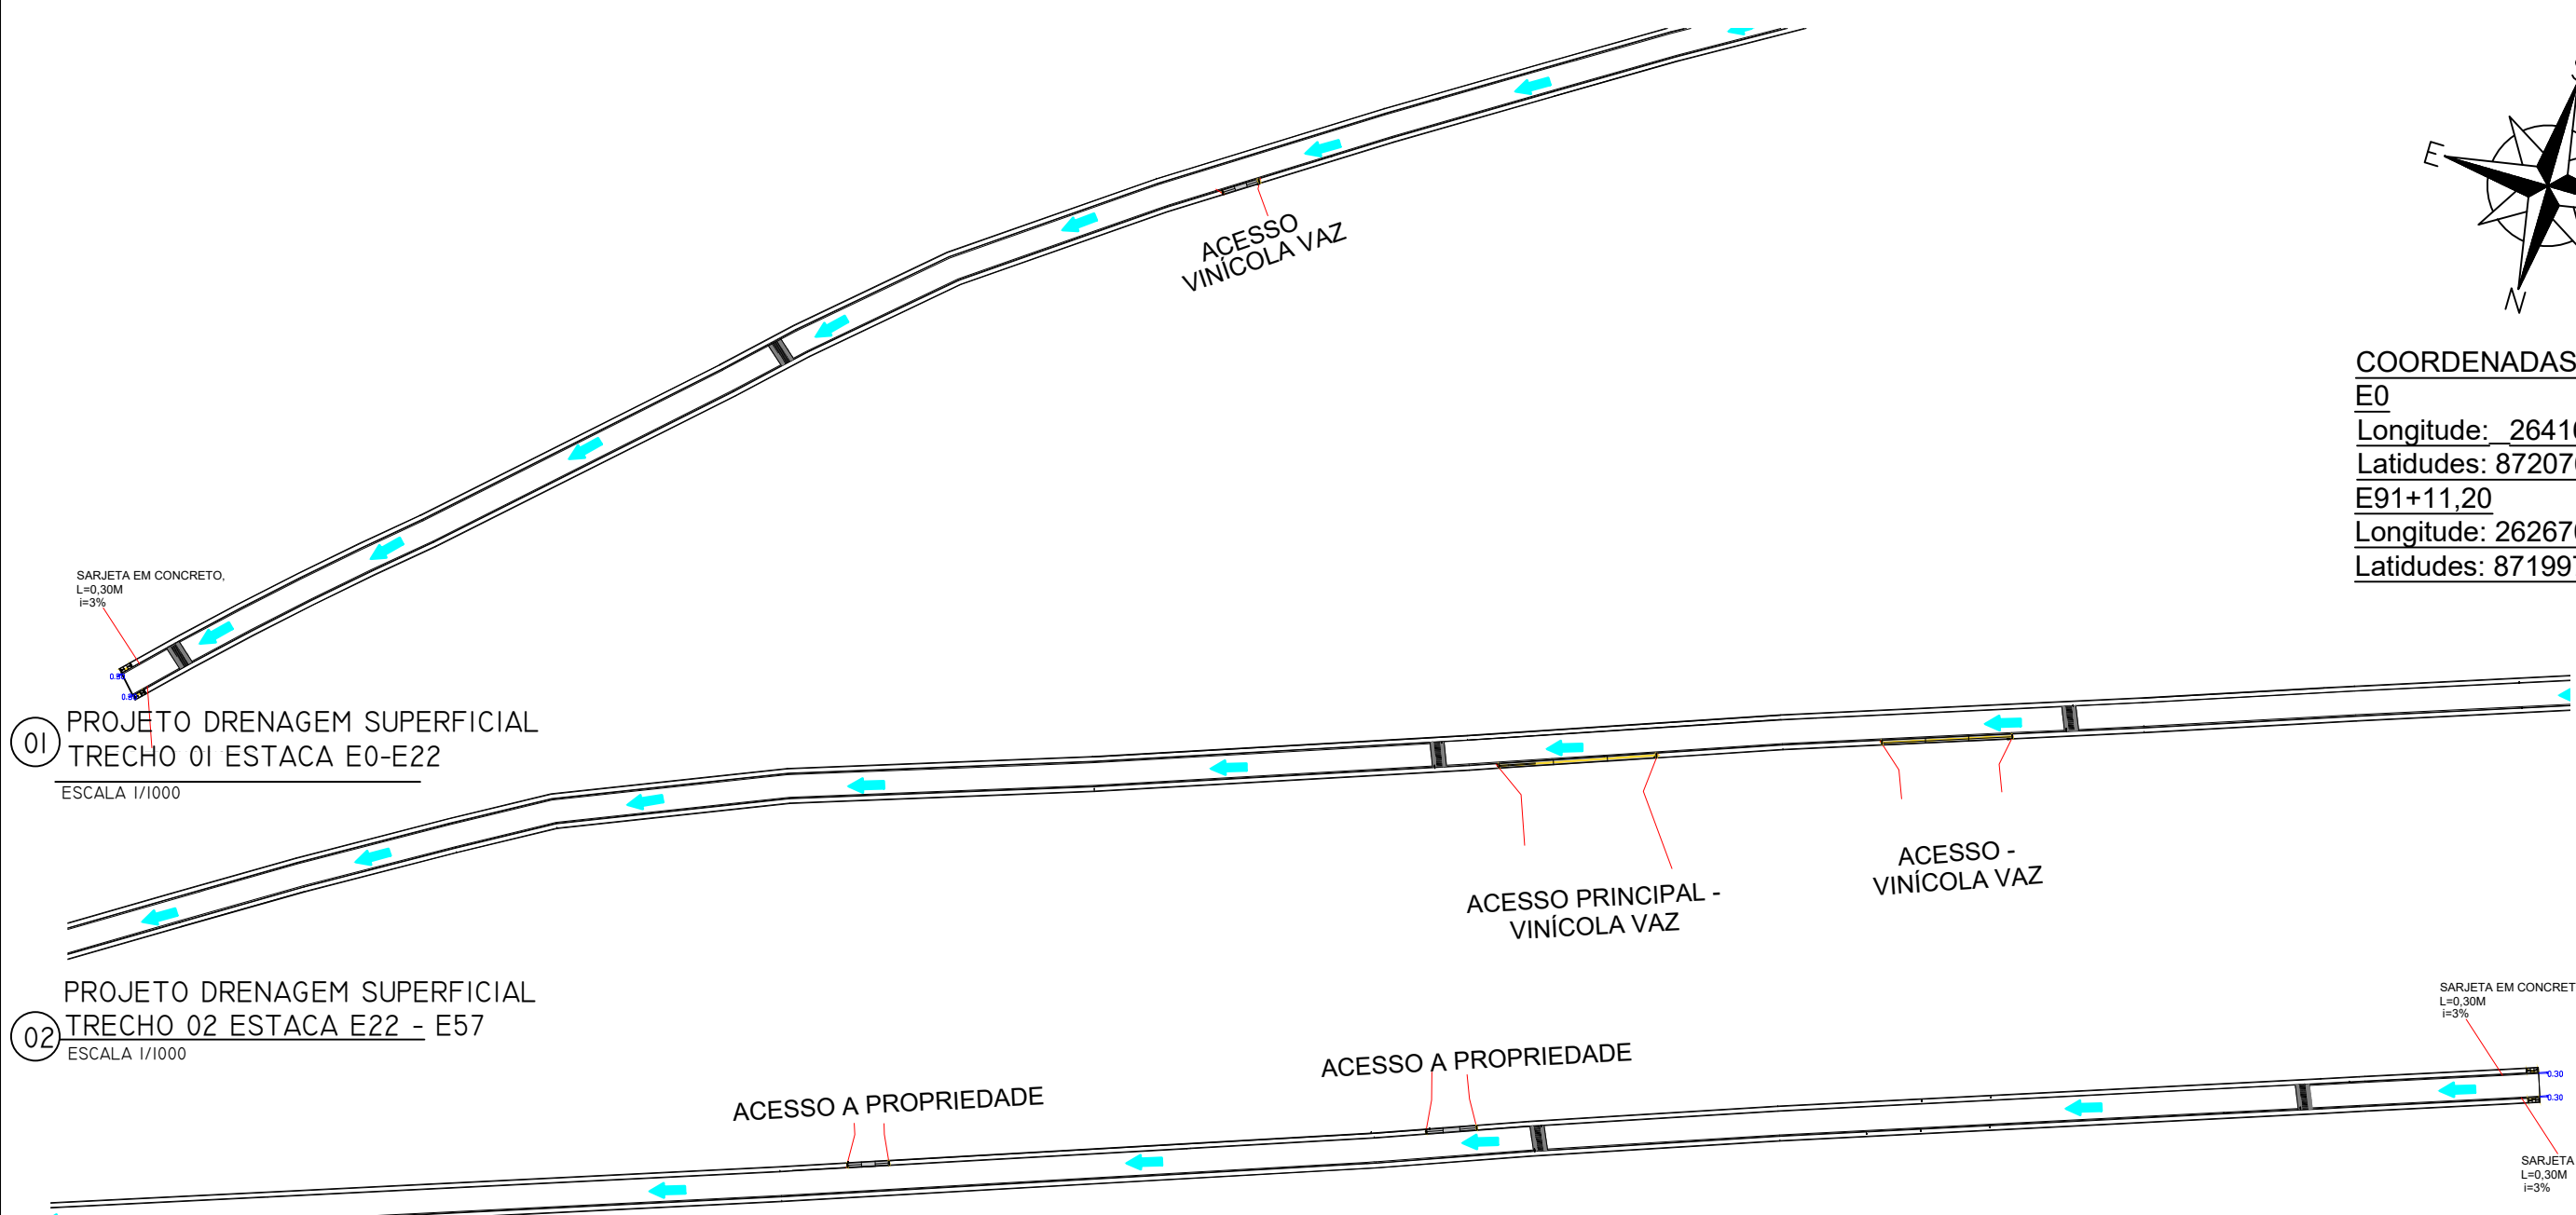 ACESSO
VINÍCOLA VAZ
E
N
COORDENADAS
E0
Longitude:
Latidudes:
E91+11,20
Longitude:
Latidudes:
SARJETA EM CONCRETO,
L=0,30M
i=3%
01
PROJETO DRENAGEM SUPERFICIAL
TRECHO 01 ESTACA E0-E22
ESCALA 1/1000
ACESSO PRINCIPAL -
VINÍCOLA VAZ
ACESSO -
VINÍCOLA VAZ
02
PROJETO DRENAGEM SUPERFICIAL
TRECHO 02 ESTACA E22 - E57
ESCALA 1/1000
ACESSO A PROPRIEDADE
ACESSO A PROPRIEDADE
SARJETA EM
L=0,30M
i=3%
0.30
0.30
SARJETA
L=0,30M
i=3%